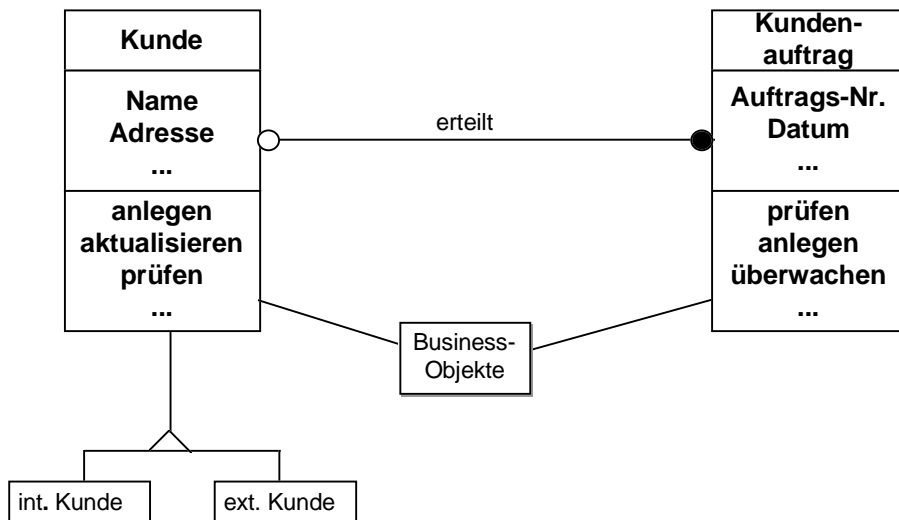 Kunde
Name
Adresse
...
anlegen
aktualisieren
prüfen
...
erteilt
Kunden-
auftrag
Auftrags-Nr.
Datum
...
prüfen
anlegen
überwachen
...
Business-
Objekte
int. Kunde
ext. Kunde